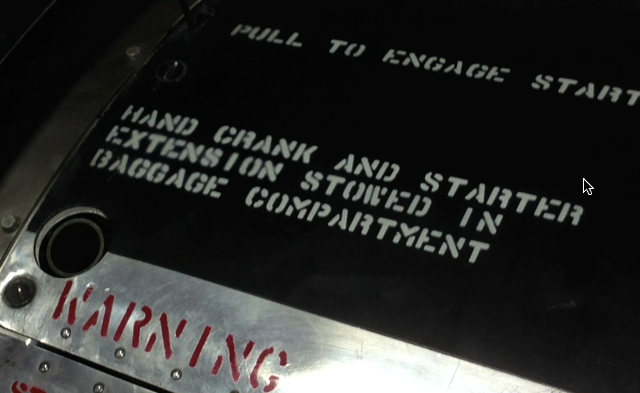 PULL TO ENGAGE START
HAND CRANK AND STARTER
EXTENSION STOWED IN
BAGGAGE COMPARTMENT
WARNING